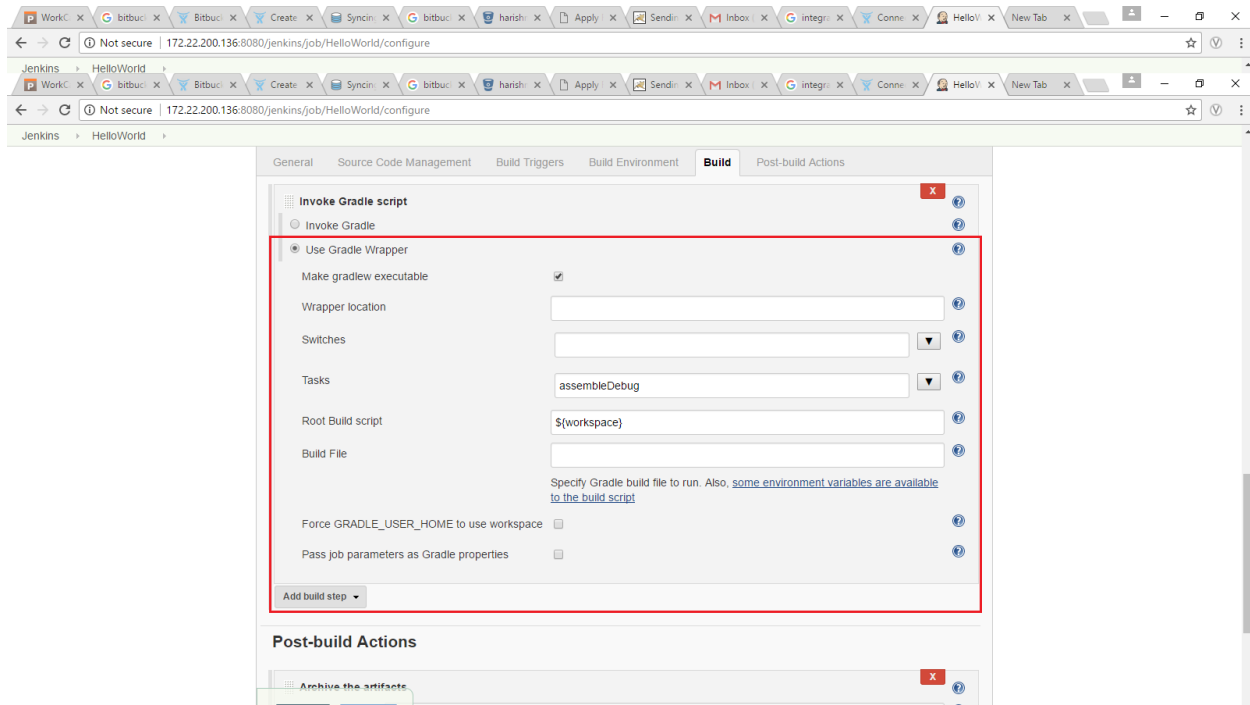 WorkC G bitbuc Bitbuc Create Syncin bitbuc harish Apply Sendin Inbox integra Conne HelloW New Tab
Not secure 172.22.200.136:8080/jenkins/job/HelloWorld/configure
Jenkins HelloWorld
WorkC bitbuc Bitbuc Create Syncin bitbuc harish Apply Sendin Inbox integra Conne HelloW New Tab
Not secure 172.22.200.136:8080/jenkins/job/HelloWorld/configure
Jenkins HelloWorld
General Source Code Management Build Triggers Build Environment Build Post-build Actions
X
Invoke Gradle script
Invoke Gradle
Use Gradle Wrapper
Make gradlew executable
Wrapper location
Switches
Tasks assembleDebug
Root Build script ${workspace}
Build File
Specify Gradle build file to run. Also, some environment variables are available
to the build script
Force GRADLE_USER_HOME to use workspace
Pass job parameters as Gradle properties
Add build step
Post-build Actions
X
Archive the artifacts